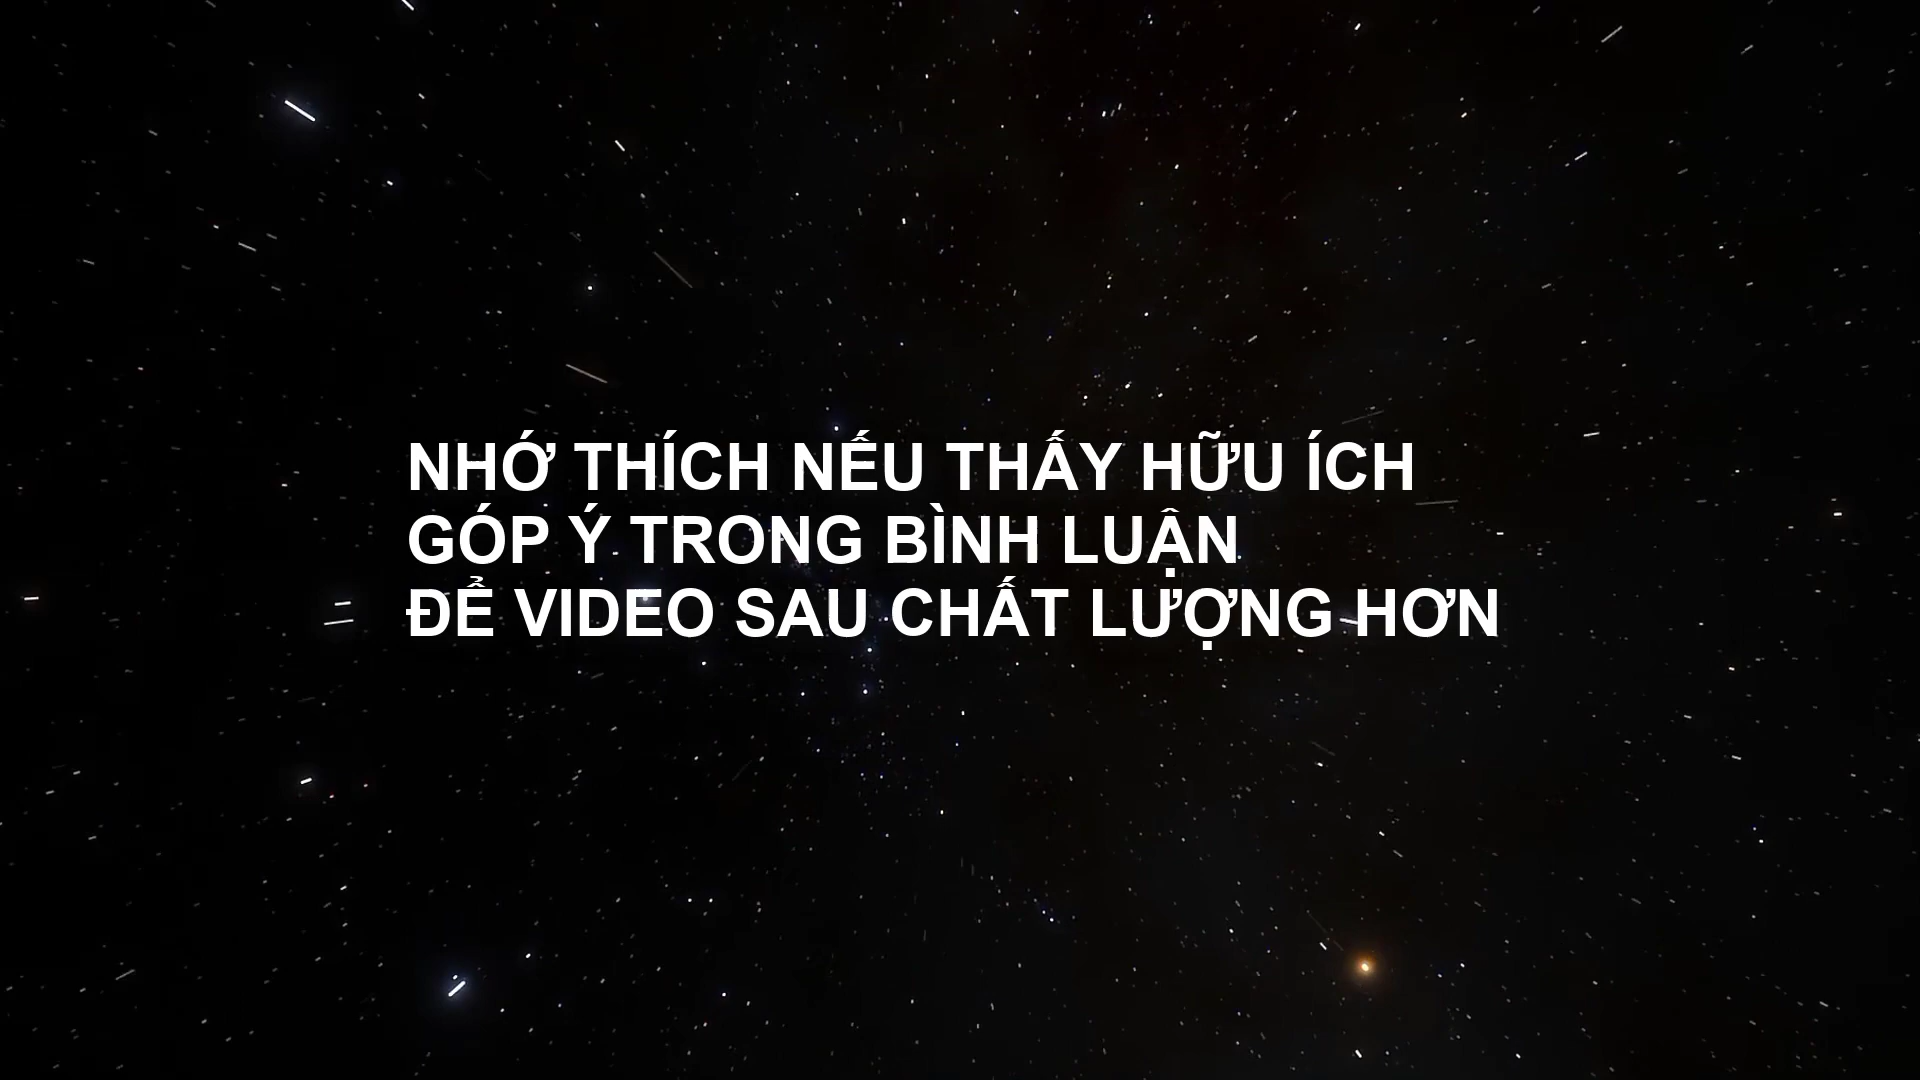 NHỚ THÍCH NẾU THẤY HỮU ÍCH
GÓP Ý TRONG BÌNH LUẬN
ĐỂ VIDEO SAU CHẤT LƯỢNG HƠN